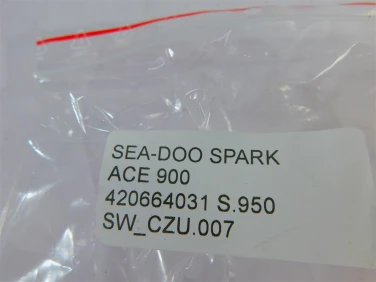 SEA-DOO SPARK
ACE 900
420664031 S.950
SW_CZU.007